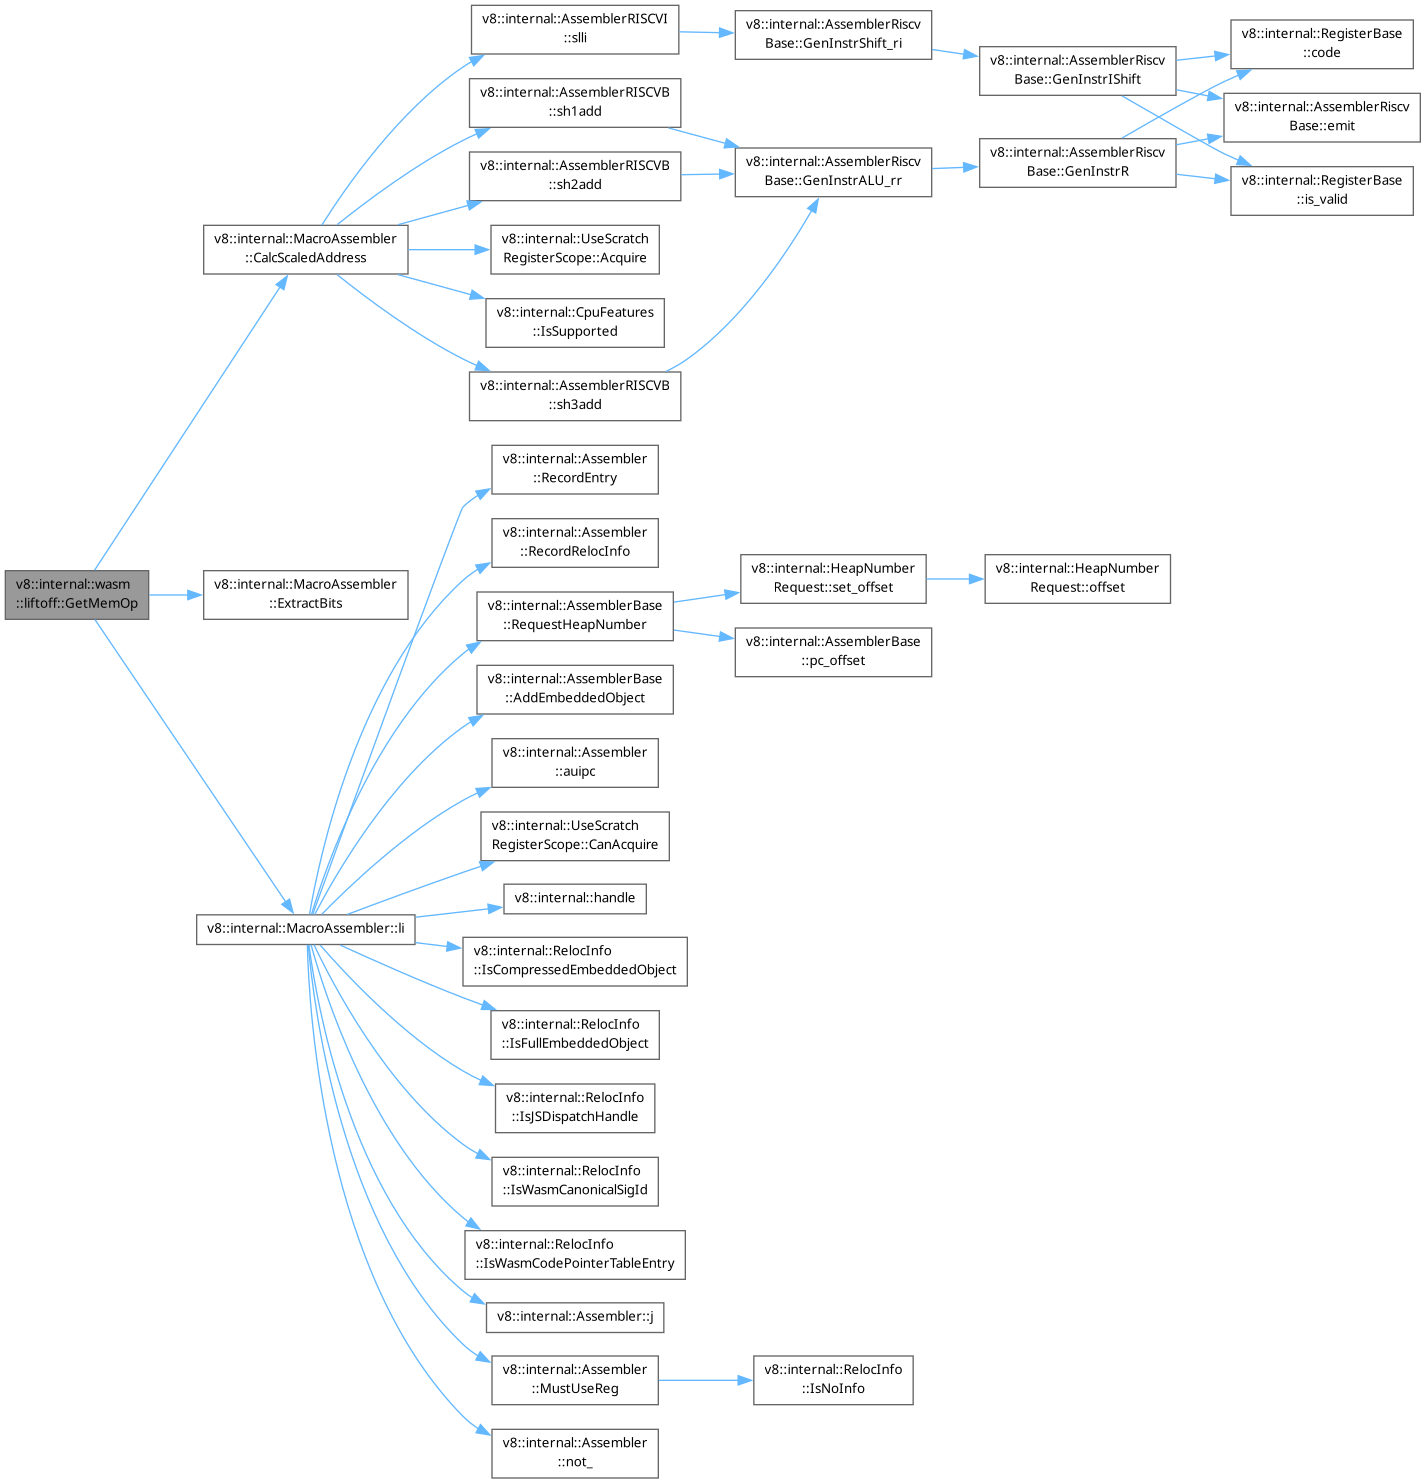 v8::internal::wasm
::liftoff::GetMemOp
v8::internal::MacroAssembler
::CalcScaledAddress
v8::internal::MacroAssembler
::ExtractBits
v8::internal::MacroAssembler::li
v8::internal::AssemblerRISCVI
::slli
v8::internal::AssemblerRISCVB
::sh1add
v8::internal::AssemblerRISCVB
::sh2add
v8::internal::UseScratch
RegisterScope::Acquire
v8::internal::CpuFeatures
::IsSupported
v8::internal::AssemblerRISCVB
::sh3add
v8::internal::Assembler
::RecordEntry
v8::internal::Assembler
::RecordRelocInfo
v8::internal::AssemblerBase
::RequestHeapNumber
v8::internal::AssemblerBase
::AddEmbeddedObject
v8::internal::Assembler
::auipc
v8::internal::UseScratch
RegisterScope::CanAcquire
v8::internal::handle
v8::internal::RelocInfo
::IsCompressedEmbeddedObject
v8::internal::RelocInfo
::IsFullEmbeddedObject
v8::internal::RelocInfo
::IsJSDispatchHandle
v8::internal::RelocInfo
::IsWasmCanonicalSigId
v8::internal::RelocInfo
::IsWasmCodePointerTableEntry
v8::internal::Assembler::j
v8::internal::Assembler
::MustUseReg
v8::internal::Assembler
::not_
v8::internal::AssemblerRiscv
Base::GenInstrShift_ri
v8::internal::AssemblerRiscv
Base::GenInstrALU_rr
v8::internal::HeapNumber
Request::set_offset
v8::internal::AssemblerBase
::pc_offset
v8::internal::RelocInfo
::IsNoInfo
v8::internal::AssemblerRiscv
Base::GenInstrIShift
v8::internal::AssemblerRiscv
Base::GenInstrR
v8::internal::HeapNumber
Request::offset
v8::internal::RegisterBase
::code
v8::internal::AssemblerRiscv
Base::emit
v8::internal::RegisterBase
::is_valid